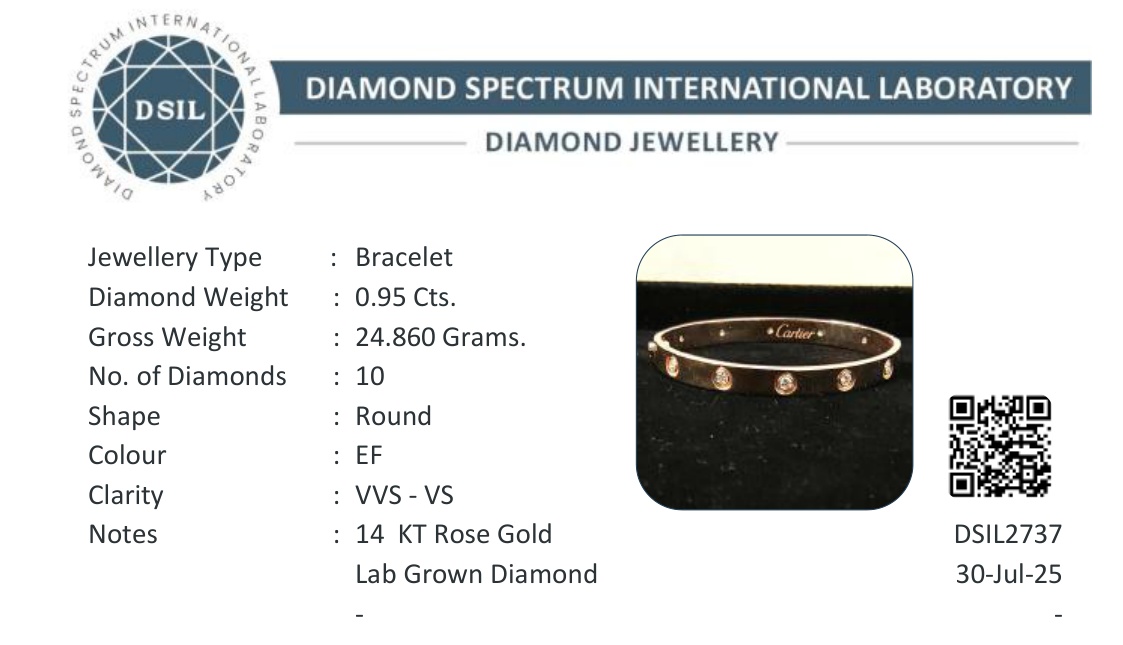 DIAMOND SPECTRUM INTERNATIONAL LABORATORY
DSIL
DIAMOND SPECTRUM INTERNATIONAL LABORATORY
DIAMOND JEWELLERY
Jewellery Type : Bracelet
Diamond Weight : 0.95 Cts.
Gross Weight : 24.860 Grams.
No. of Diamonds : 10
Shape : Round
Colour : EF
Clarity : VVS - VS
Notes : 14 KT Rose Gold
Lab Grown Diamond
-
Cartier
DSIL2737
30-Jul-25
-